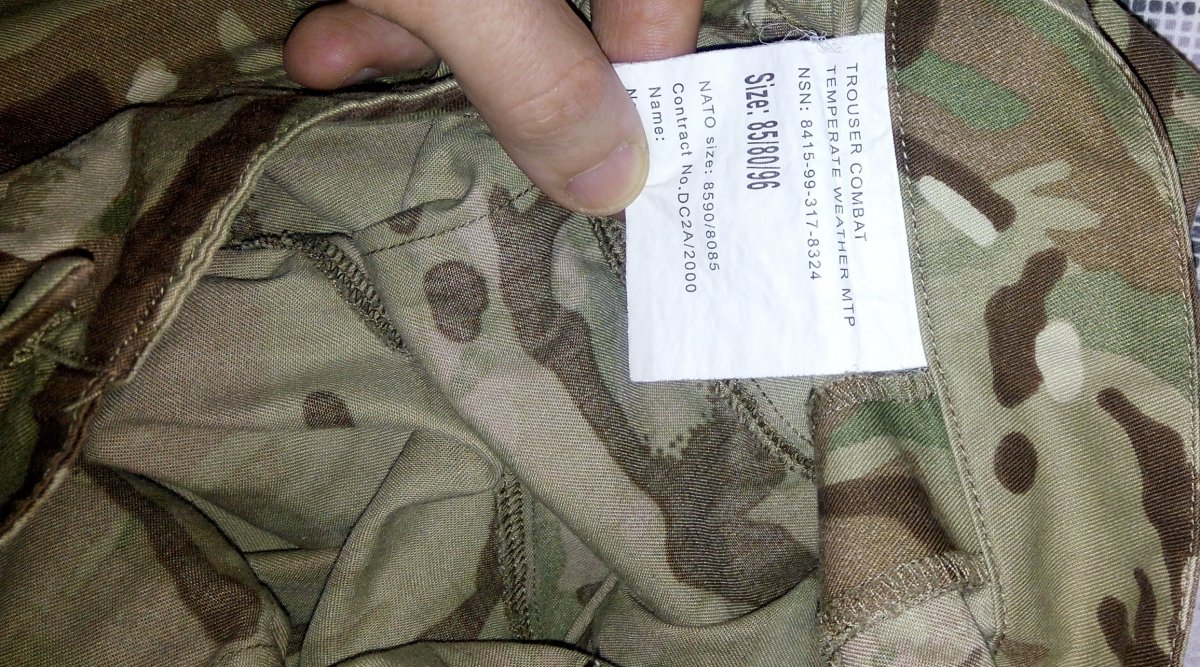 TROUSER COMBAT
TEMPERATE WEATHER MTP
NSN: 8415-99-317-8324
Size: 85/80/96
NATO size: 8590/8085
Contract No.DC2A/2000
Name: